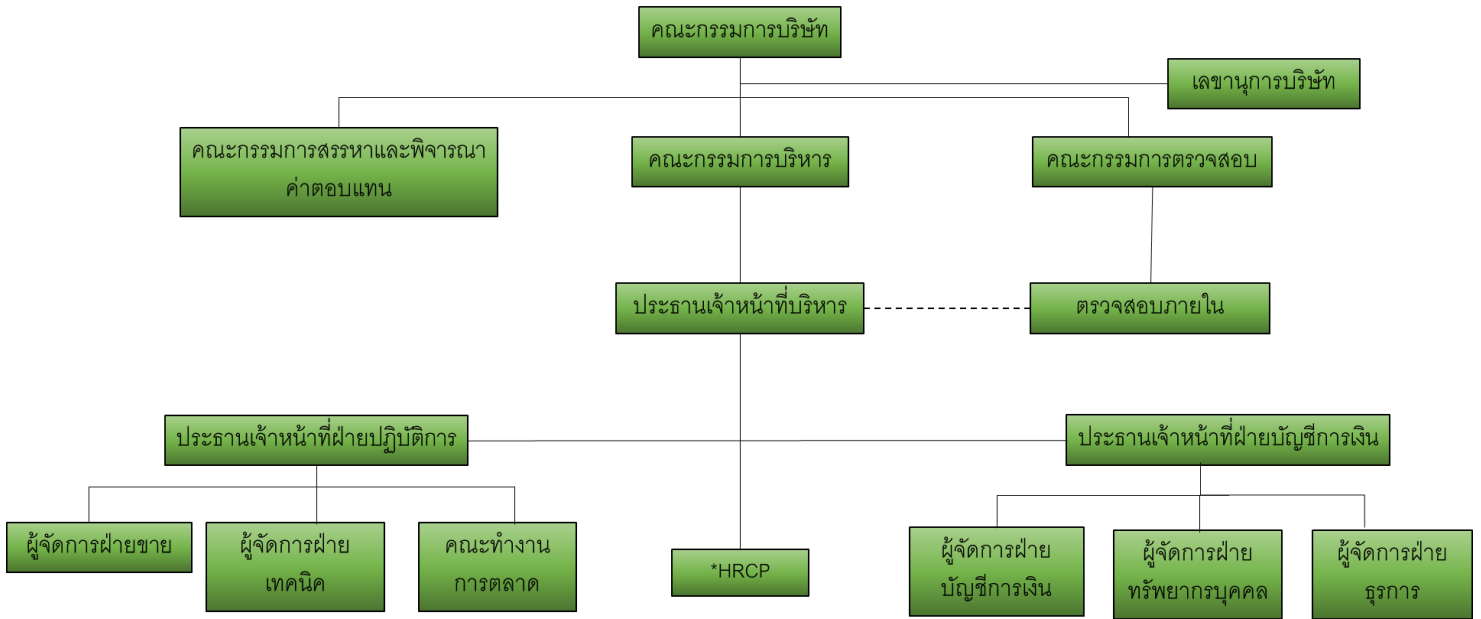 คณะกรรมการบริษัท
เลขานุการบริษัท
คณะกรรมการสรรหาและพิจารณา
ค่าตอบแทน
คณะกรรมการบริหาร
คณะกรรมการตรวจสอบ
ประธานเจ้าหน้าที่บริหาร
ตรวจสอบภายใน
ประธานเจ้าหน้าที่ฝ่ายปฏิบัติการ
ประธานเจ้าหน้าที่ฝ่ายบัญชีการเงิน
ผู้จัดการฝ่ายขาย
ผู้จัดการฝ่าย
เทคนิค
คณะทำงาน
การตลาด
*HRCP
ผู้จัดการฝ่าย
บัญชีการเงิน
ผู้จัดการฝ่าย
ทรัพยากรบุคคล
ผู้จัดการฝ่าย
ธุรการ